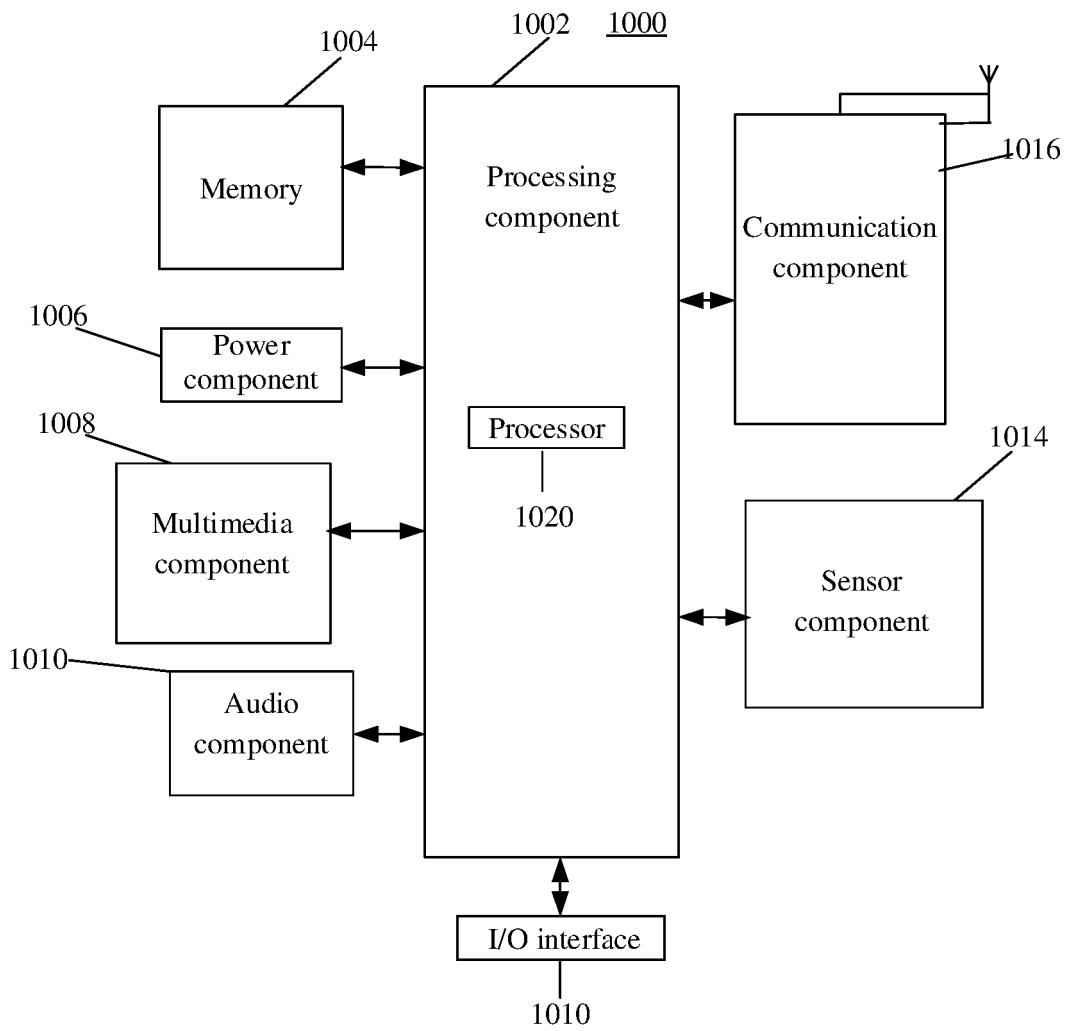 1000
1002
1004
Memory
Processing
component
1016
Communication
component
1006
Power
component
1008
Multimedia
component
Processor
1020
1014
Sensor
component
1010
Audio
component
I/O interface
1010